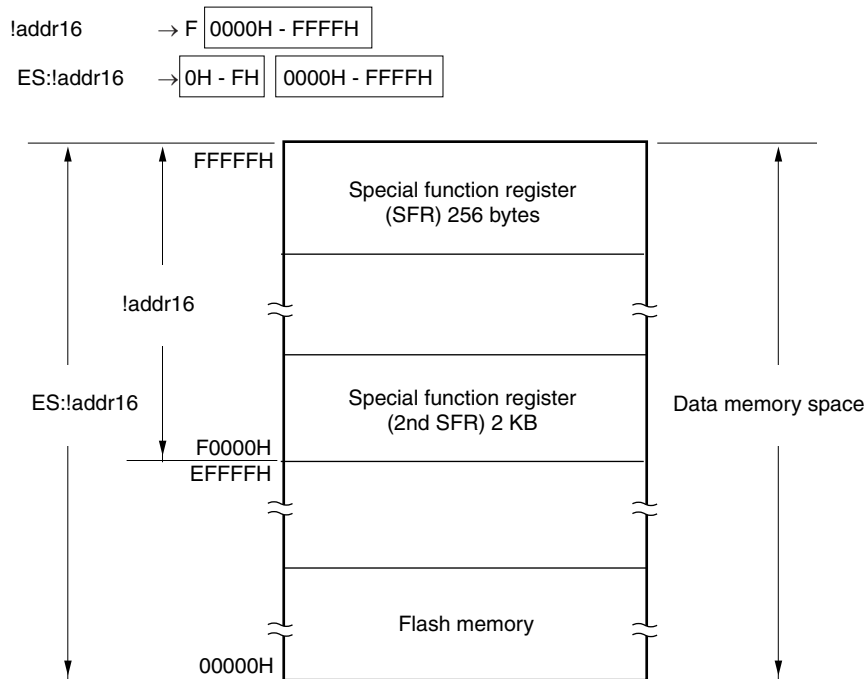 !addr16 → F 0000H - FFFFH
ES:!addr16 → 0H - FH 0000H - FFFFH
FFFFFH
Special function register
(SFR) 256 bytes
!addr16
ES:!addr16
Special function register
(2nd SFR) 2 KB
Data memory space
F0000H
EFFFFH
Flash memory
00000H